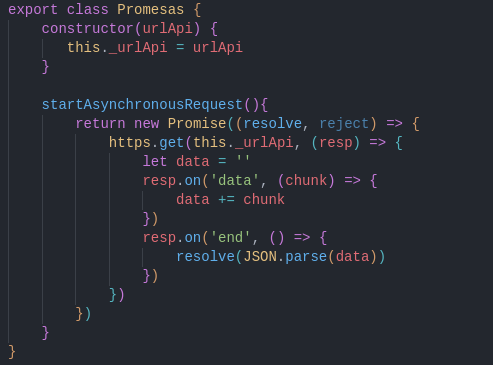 export class Promesas {
    constructor(urlApi) {
       this._urlApi = urlApi
    }

    startAsynchronousRequest(){
        return new Promise((resolve, reject) => {
            https.get(this._urlApi, (resp) => {
                let data = ''
                resp.on('data', (chunk) => {
                    data += chunk
                })
                resp.on('end', () => {
                    resolve(JSON.parse(data))
                })
            })
        })
    }
}